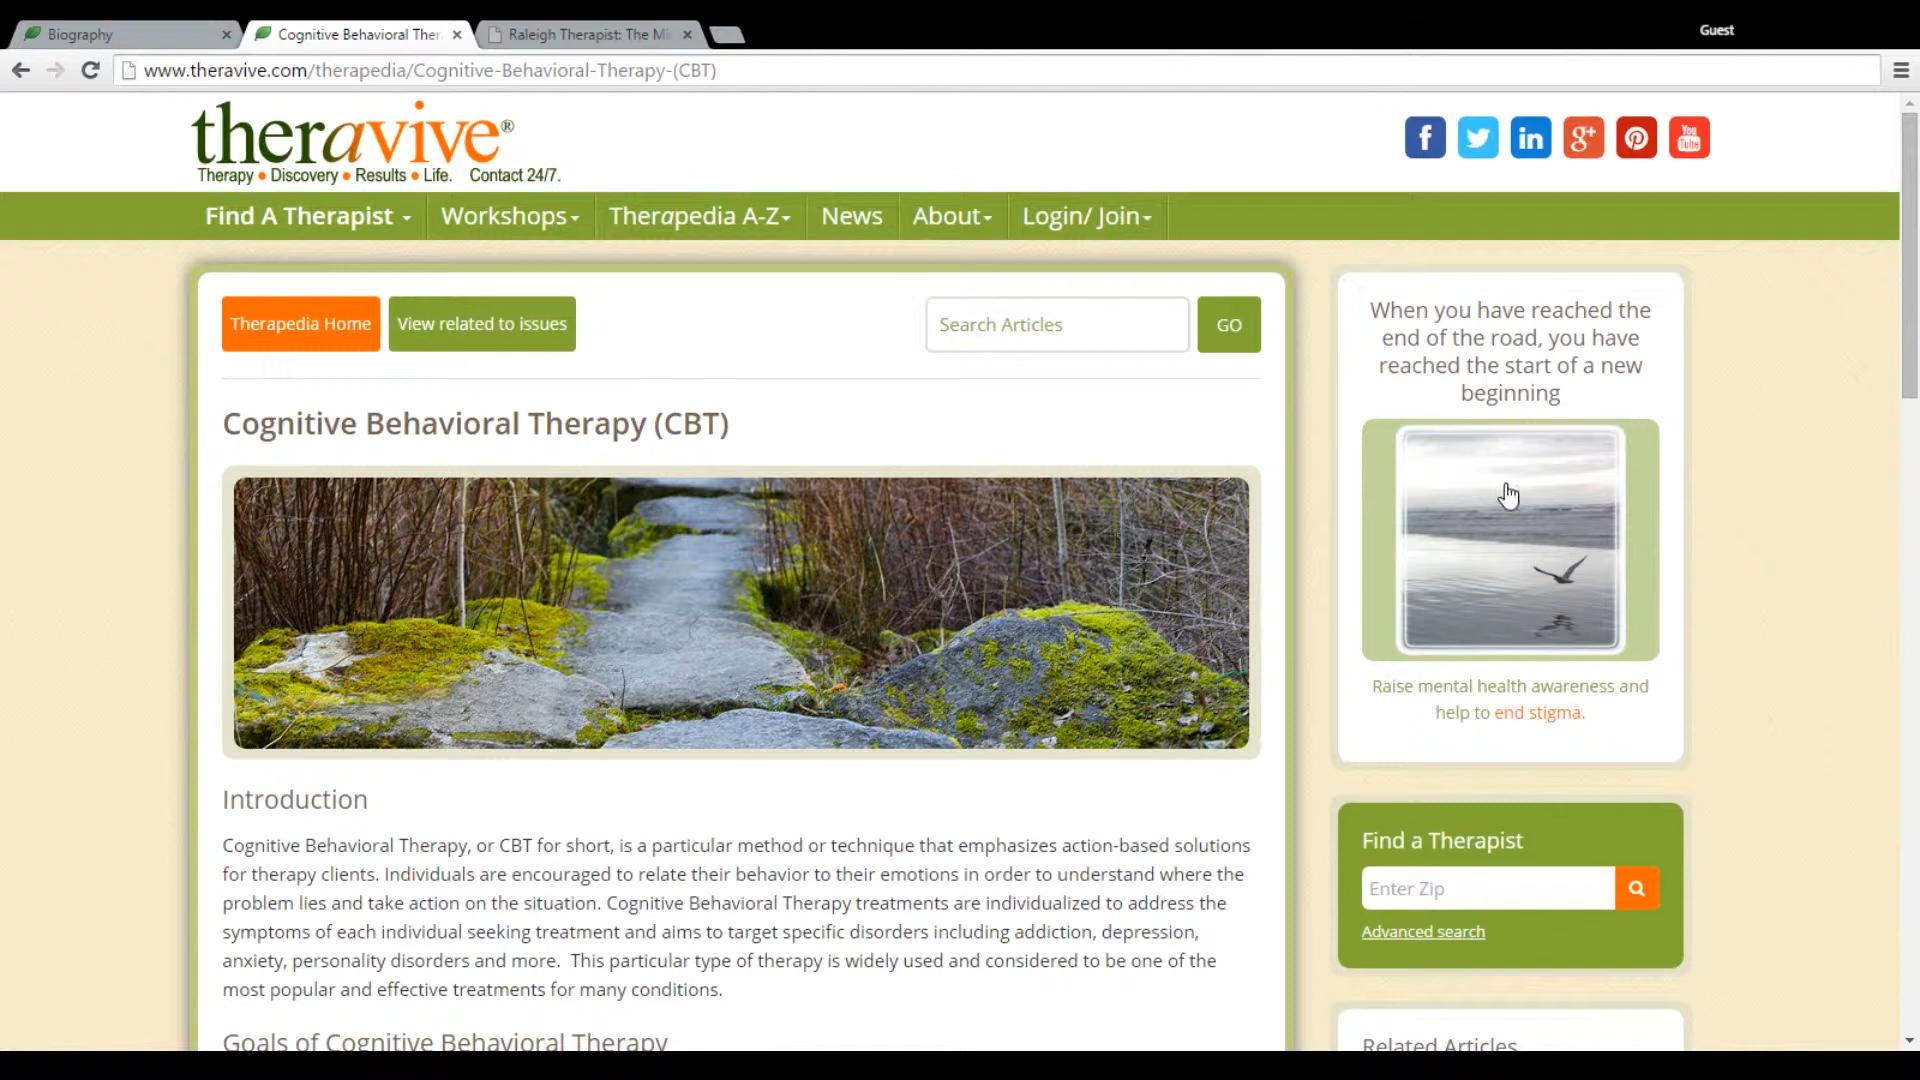 Biography
Cognitive Behavioral Ther
Raleigh Therapist: The Mi
Guest
www.theravive.com/therapedia/Cognitive-Behavioral-Therapy-(CBT)
theravive®
Therapy • Discovery • Results • Life. Contact 24/7.
f
in
g+
You
Tube
Find A Therapist
Workshops
Therapedia A-Z
News
About
Login/ Join
Therapedia Home
View related to issues
Search Articles
GO
Cognitive Behavioral Therapy (CBT)
Introduction
Cognitive Behavioral Therapy, or CBT for short, is a particular method or technique that emphasizes action-based solutions
for therapy clients. Individuals are encouraged to relate their behavior to their emotions in order to understand where the
problem lies and take action on the situation. Cognitive Behavioral Therapy treatments are individualized to address the
symptoms of each individual seeking treatment and aims to target specific disorders including addiction, depression,
anxiety, personality disorders and more.  This particular type of therapy is widely used and considered to be one of the
most popular and effective treatments for many conditions.
Goals of Cognitive Behavioral Therapy
When you have reached the
end of the road, you have
reached the start of a new
beginning
Raise mental health awareness and
help to end stigma.
Find a Therapist
Enter Zip
Advanced search
Related Articles